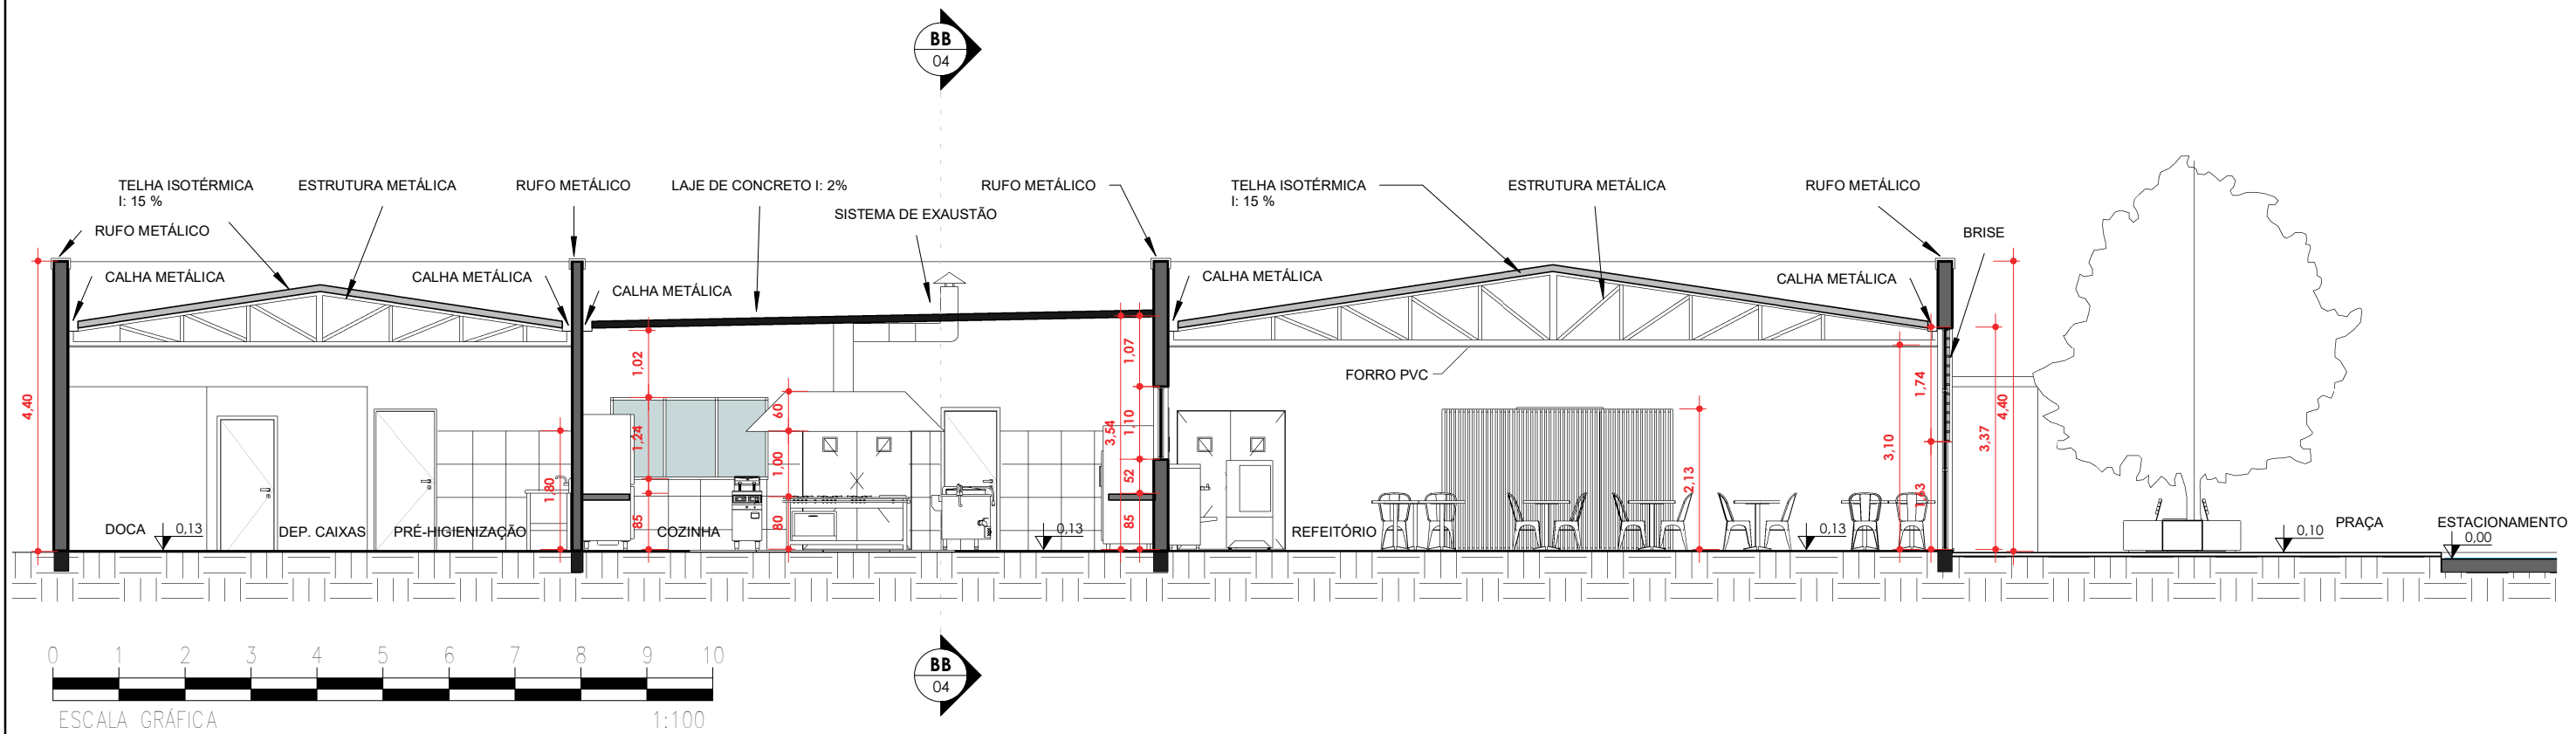 BB
04
TELHA ISOTÉRMICA
I: 15 %
ESTRUTURA METÁLICA
RUFO METÁLICO
LAJE DE CONCRETO I: 2%
RUFO METÁLICO
TELHA ISOTÉRMICA
I: 15 %
ESTRUTURA METÁLICA
RUFO METÁLICO
SISTEMA DE EXAUSTÃO
RUFO METÁLICO
BRISE
CALHA METÁLICA
CALHA METÁLICA
CALHA METÁLICA
CALHA METÁLICA
CALHA METÁLICA
FORRO PVC
4,40
1,80
1,02
1,24
85
60
1,00
80
3,54
1,07
1,10
52
85
2,13
3,10
1,74
1,63
3,37
4,40
DOCA
0,13
DEP. CAIXAS
PRÉ-HIGIENIZAÇÃO
COZINHA
0,13
REFEITÓRIO
0,13
0,10
PRAÇA
ESTACIONAMENTO
0,00
0 1 2 3 4 5 6 7 8 9 10
ESCALA GRÁFICA 1:100
BB
04